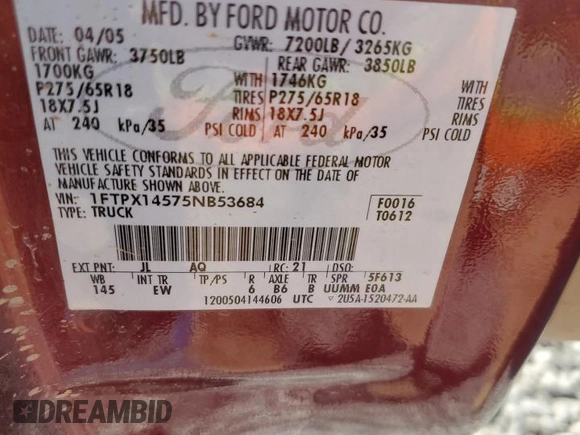 MFD. BY FORD MOTOR CO.
DATE: 04/05 GVWR: 7200LB/ 3265KG
FRONT GAWR: 3750LB REAR GAWR: 3850LB
1700KG WITH 1746KG WITH
P275/65R18 TIRES P275/65R18 TIRES
18X7.5J RIMS 18X7.5J RIMS
AT 240 kPa/35 PSI COLD AT 240 kPa/35 PSI COLD
THIS VEHICLE CONFORMS TO ALL APPLICABLE FEDERAL MOTOR
VEHICLE SAFETY STANDARDS IN EFFECT ON THE DATE OF
MANUFACTURE SHOWN ABOVE.
VIN: 1FTPX14575NB53684 F0016
TYPE: TRUCK T0612
EXT PNT: JL AQ RC: 21 DSO:
WB INT TR TP/PS R AXLE TR SPR 5F613
145 EW 6 B6 B UUMM E0A
1200504144606 UTC 2U5A-1520472-AA
Ford
DREAMBID